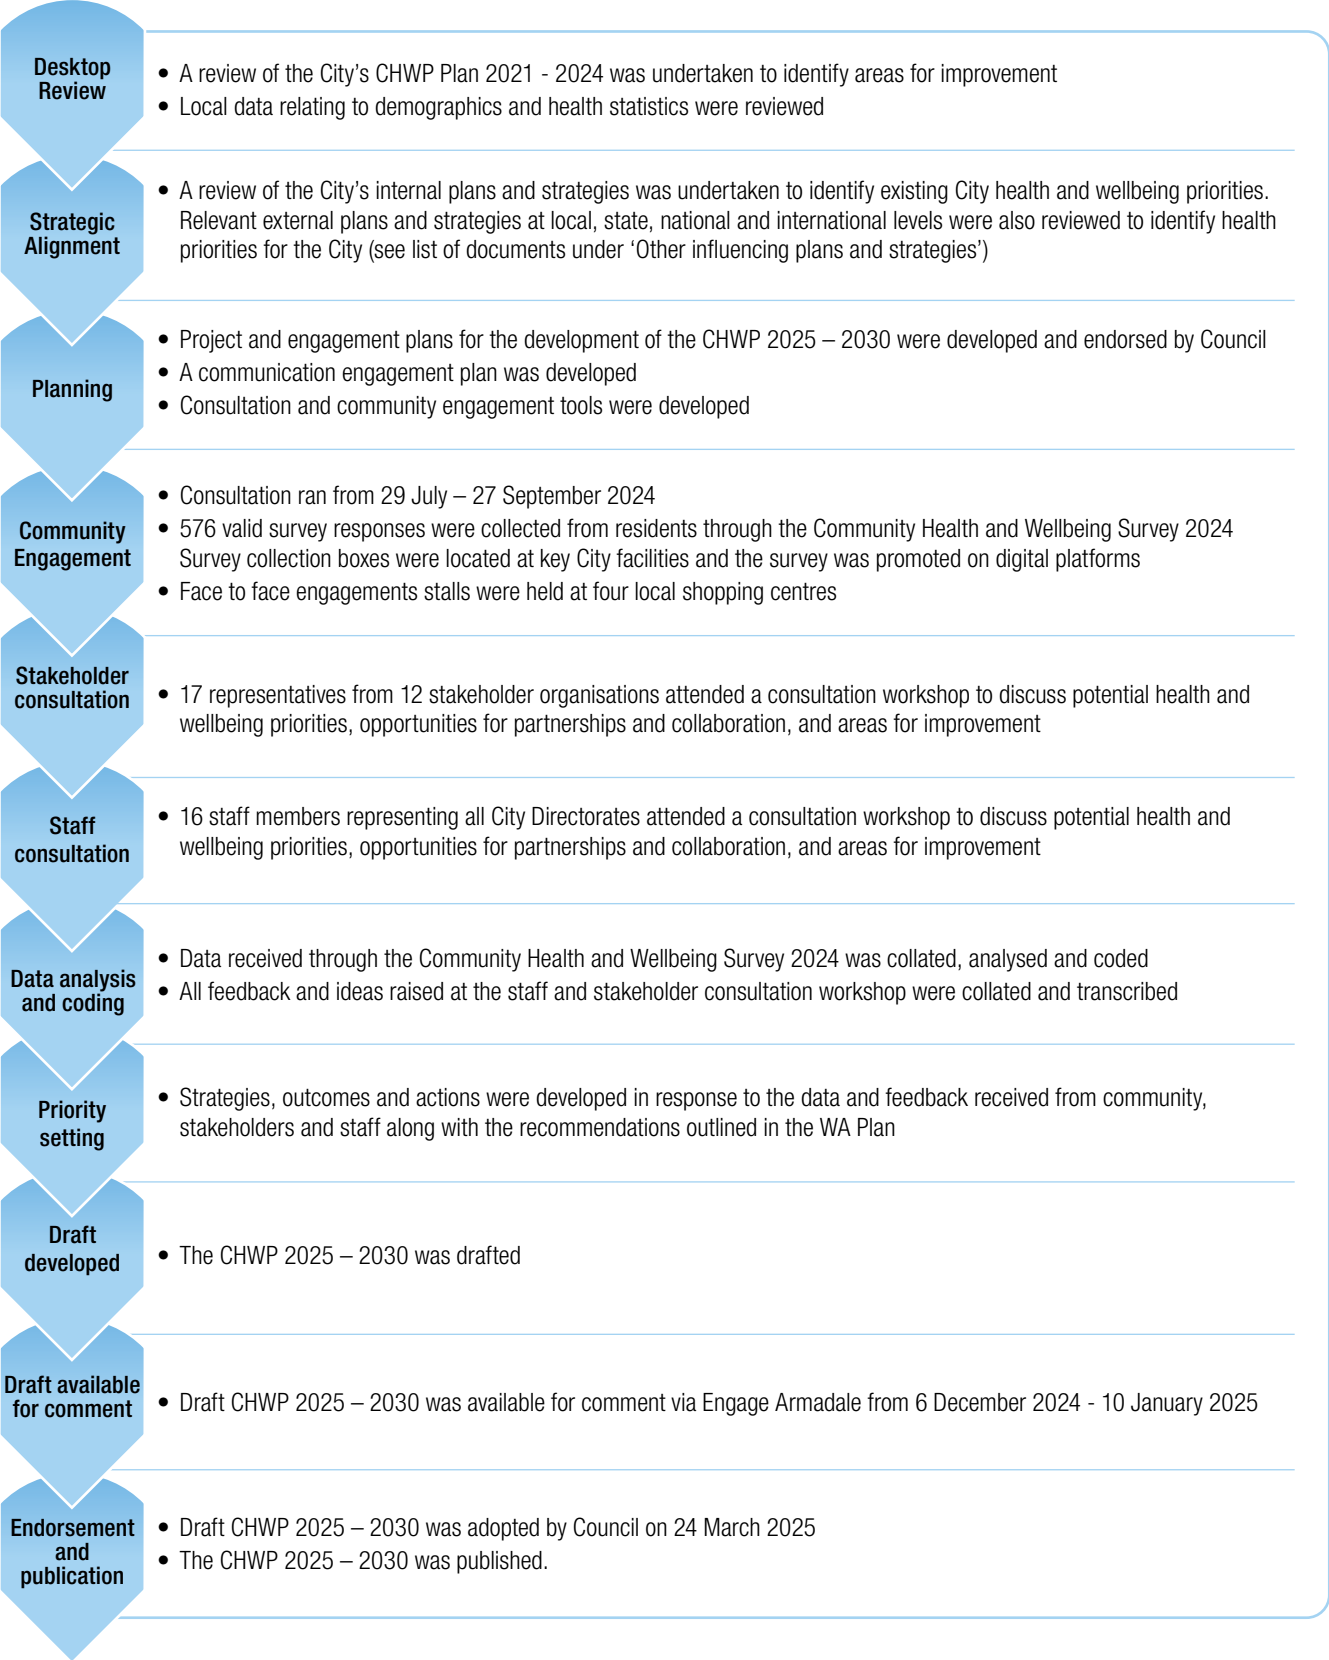 Desktop
Review
• A review of the City's CHWP Plan 2021 - 2024 was undertaken to identify areas for improvement
• Local data relating to demographics and health statistics were reviewed
Strategic
Alignment
• A review of the City's internal plans and strategies was undertaken to identify existing City health and wellbeing priorities.
Relevant external plans and strategies at local, state, national and international levels were also reviewed to identify health
priorities for the City (see list of documents under 'Other influencing plans and strategies')
Planning
• Project and engagement plans for the development of the CHWP 2025 – 2030 were developed and endorsed by Council
• A communication engagement plan was developed
• Consultation and community engagement tools were developed
Community
Engagement
• Consultation ran from 29 July – 27 September 2024
• 576 valid survey responses were collected from residents through the Community Health and Wellbeing Survey 2024
Survey collection boxes were located at key City facilities and the survey was promoted on digital platforms
• Face to face engagements stalls were held at four local shopping centres
Stakeholder
consultation
• 17 representatives from 12 stakeholder organisations attended a consultation workshop to discuss potential health and
wellbeing priorities, opportunities for partnerships and collaboration, and areas for improvement
Staff
consultation
• 16 staff members representing all City Directorates attended a consultation workshop to discuss potential health and
wellbeing priorities, opportunities for partnerships and collaboration, and areas for improvement
Data analysis
and coding
• Data received through the Community Health and Wellbeing Survey 2024 was collated, analysed and coded
• All feedback and ideas raised at the staff and stakeholder consultation workshop were collated and transcribed
Priority
setting
• Strategies, outcomes and actions were developed in response to the data and feedback received from community,
stakeholders and staff along with the recommendations outlined in the WA Plan
Draft
developed
• The CHWP 2025 – 2030 was drafted
Draft available
for comment
• Draft CHWP 2025 – 2030 was available for comment via Engage Armadale from 6 December 2024 - 10 January 2025
Endorsement
and
publication
• Draft CHWP 2025 – 2030 was adopted by Council on 24 March 2025
• The CHWP 2025 – 2030 was published.